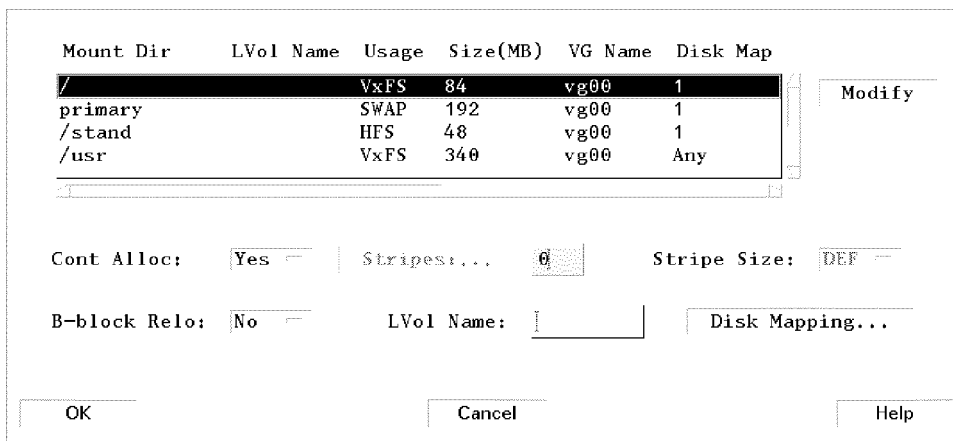 Mount Dir LVol Name Usage Size(MB) VG Name Disk Map
/ VxFS 84 vg00 1
primary SWAP 192 vg00 1
/stand HFS 48 vg00 1
/usr VxFS 340 vg00 Any
Modify
Cont Alloc: Yes Stripes:... 0 Stripe Size: DEF
B-block Relo: No LVol Name: Disk Mapping...
OK Cancel Help